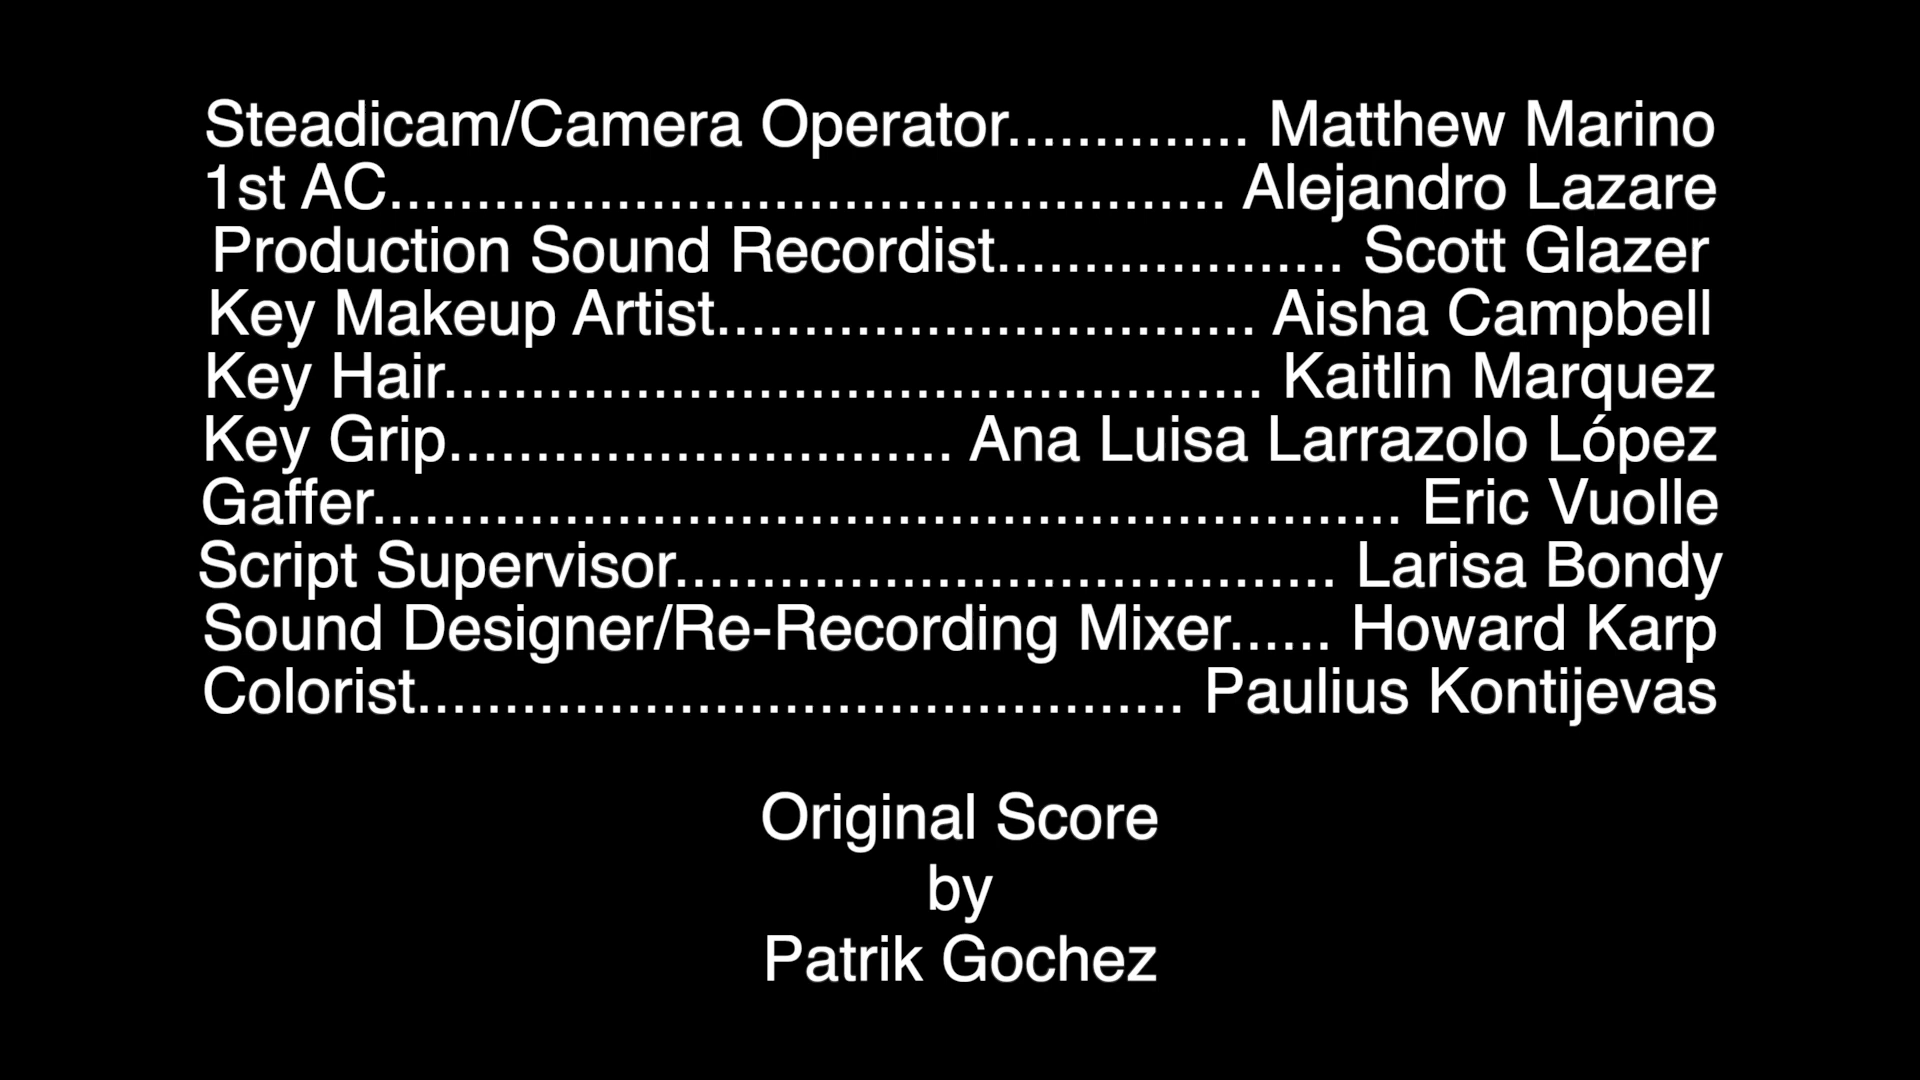 Steadicam/Camera Operator.............. Matthew Marino
1st AC................................................ Alejandro Lazare
Production Sound Recordist.................... Scott Glazer
Key Makeup Artist............................... Aisha Campbell
Key Hair............................................... Kaitlin Marquez
Key Grip............................. Ana Luisa Larrazolo López
Gaffer........................................................... Eric Vuolle
Script Supervisor...................................... Larisa Bondy
Sound Designer/Re-Recording Mixer...... Howard Karp
Colorist............................................ Paulius Kontijevas
Original Score
by
Patrik Gochez